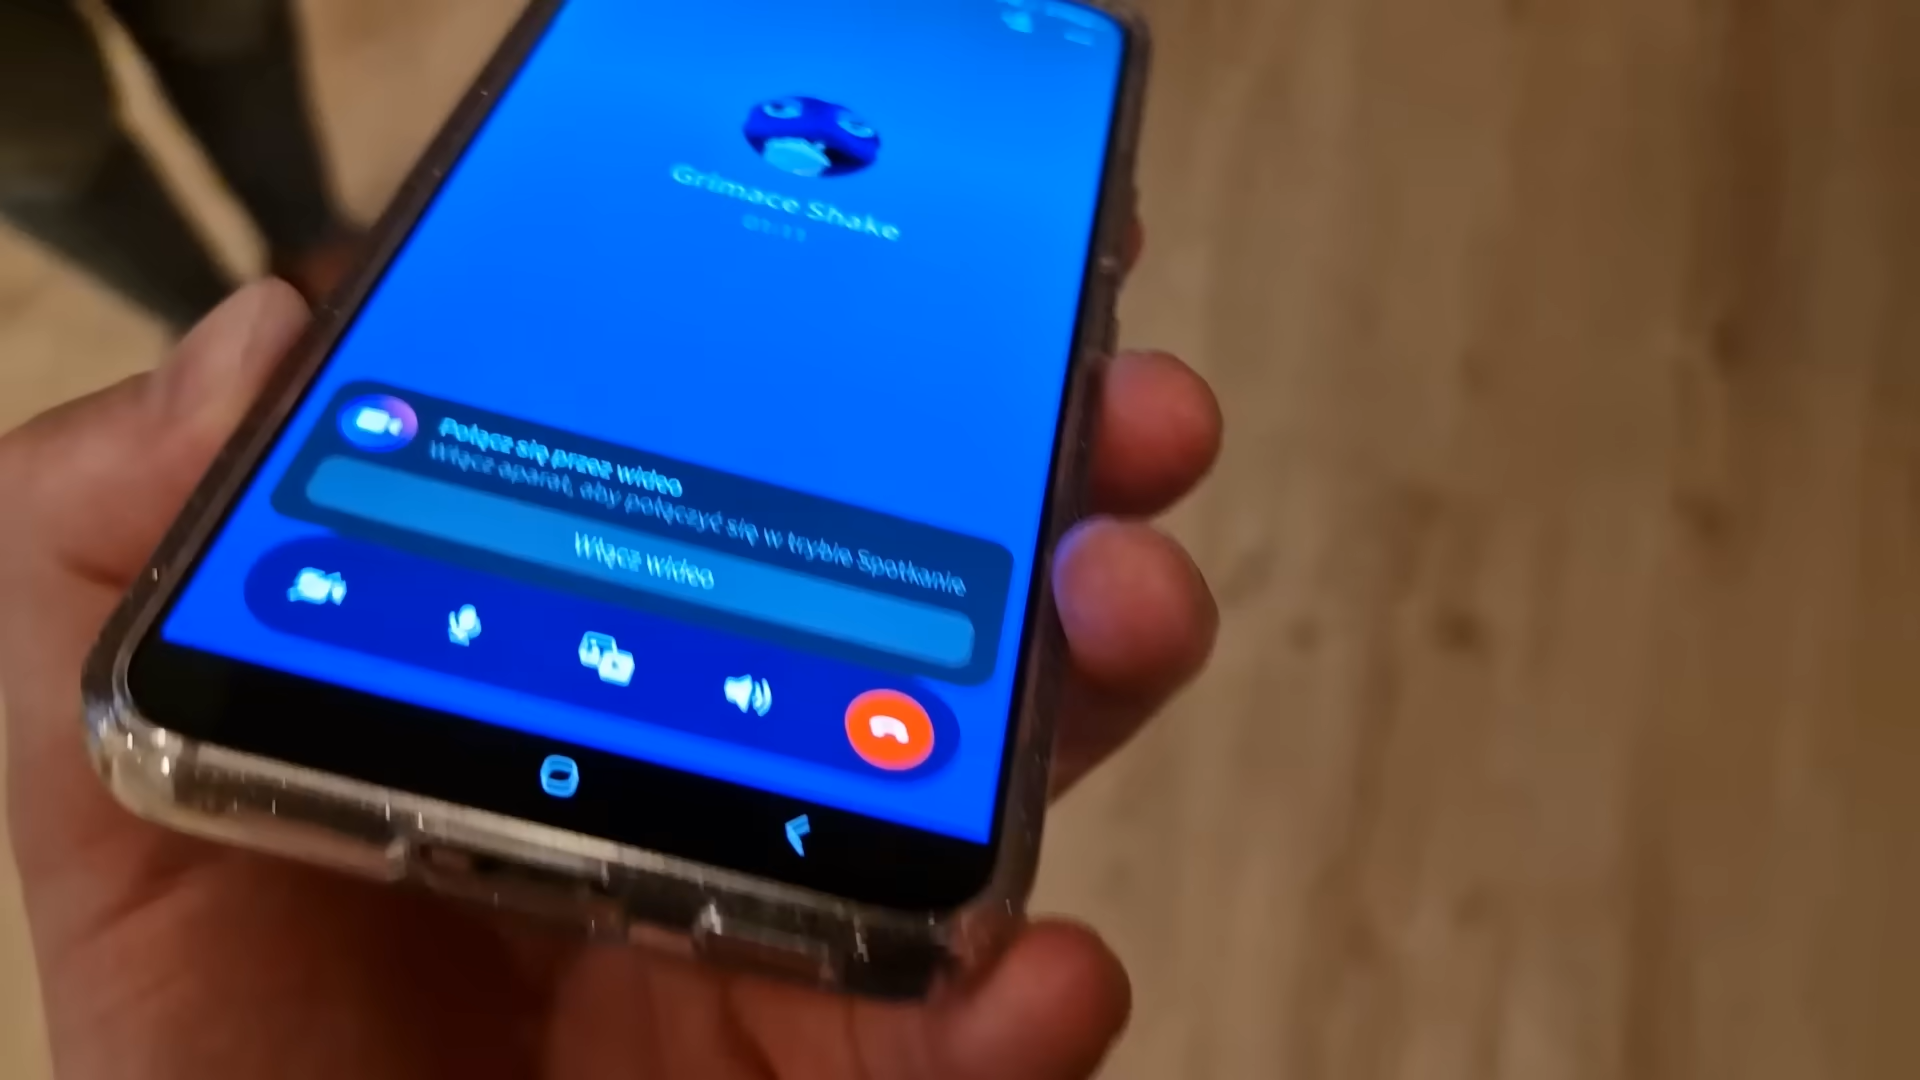 Grimace Shake
Połącz się przez wideo
Włącz aparat, aby połączyć się w trybie Spotkanie
Włącz wideo